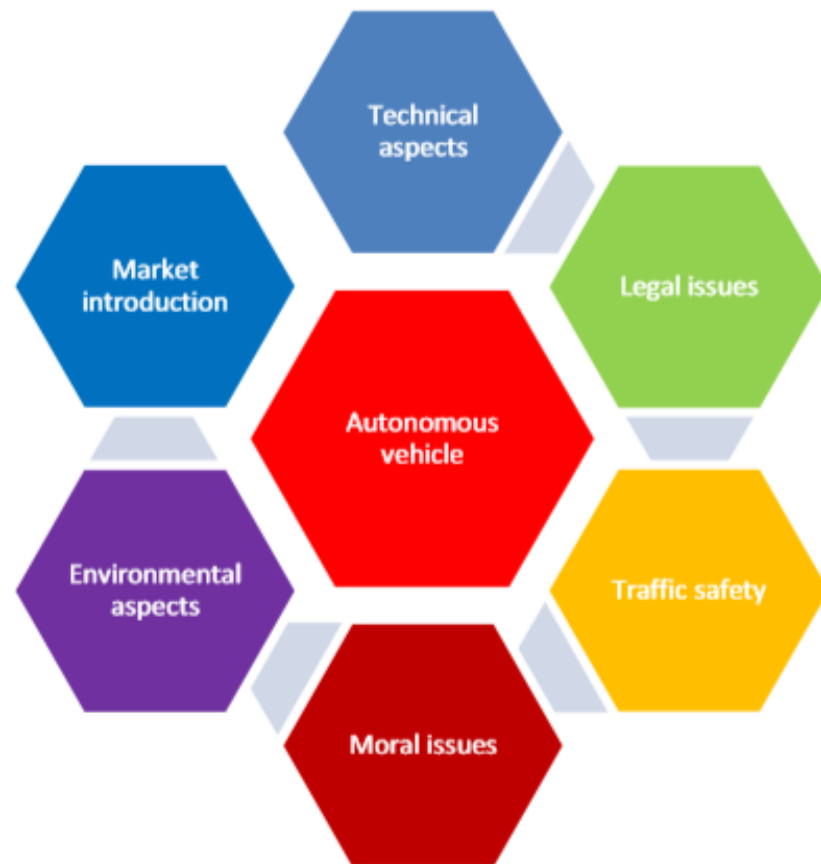 Technical
aspects
Market
introduction
Legal issues
Autonomous
vehicle
Environmental
aspects
Traffic safety
Moral issues